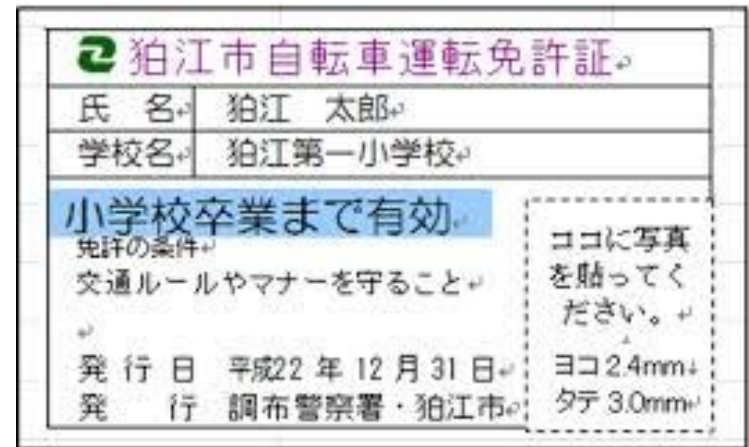 狛江市自転車運転免許証
氏 名 狛江 太郎
学校名 狛江第一小学校
小学校卒業まで有効
免許の条件
交通ルールやマナーを守ること
発 行 日 平成22 年 12 月 31 日
発 行 調布警察署・狛江市
ココに写真
を貼ってく
ださい。
ヨコ 2.4mm
タテ 3.0mm